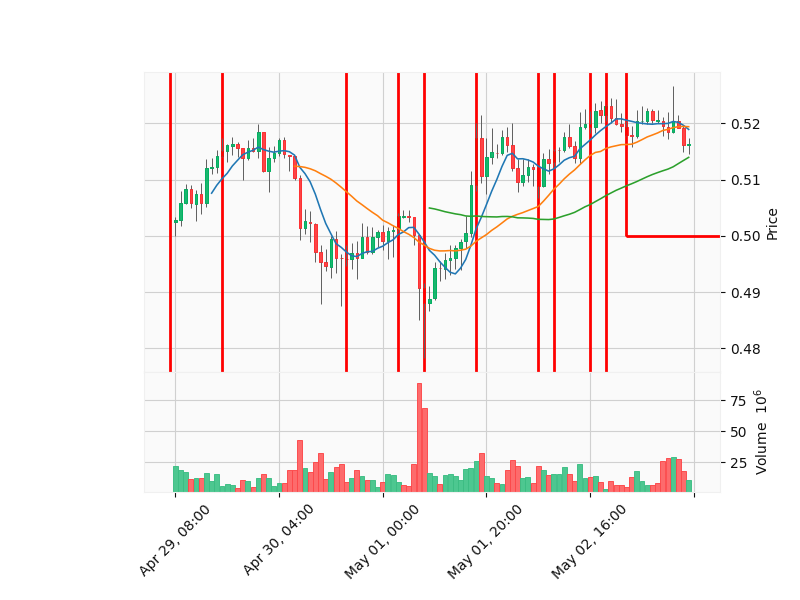 0.52
0.51
0.50
0.49
0.48
Price
75
50
25
Volume 10^6
Apr 29, 08:00
Apr 30, 04:00
May 01, 00:00
May 01, 20:00
May 02, 16:00